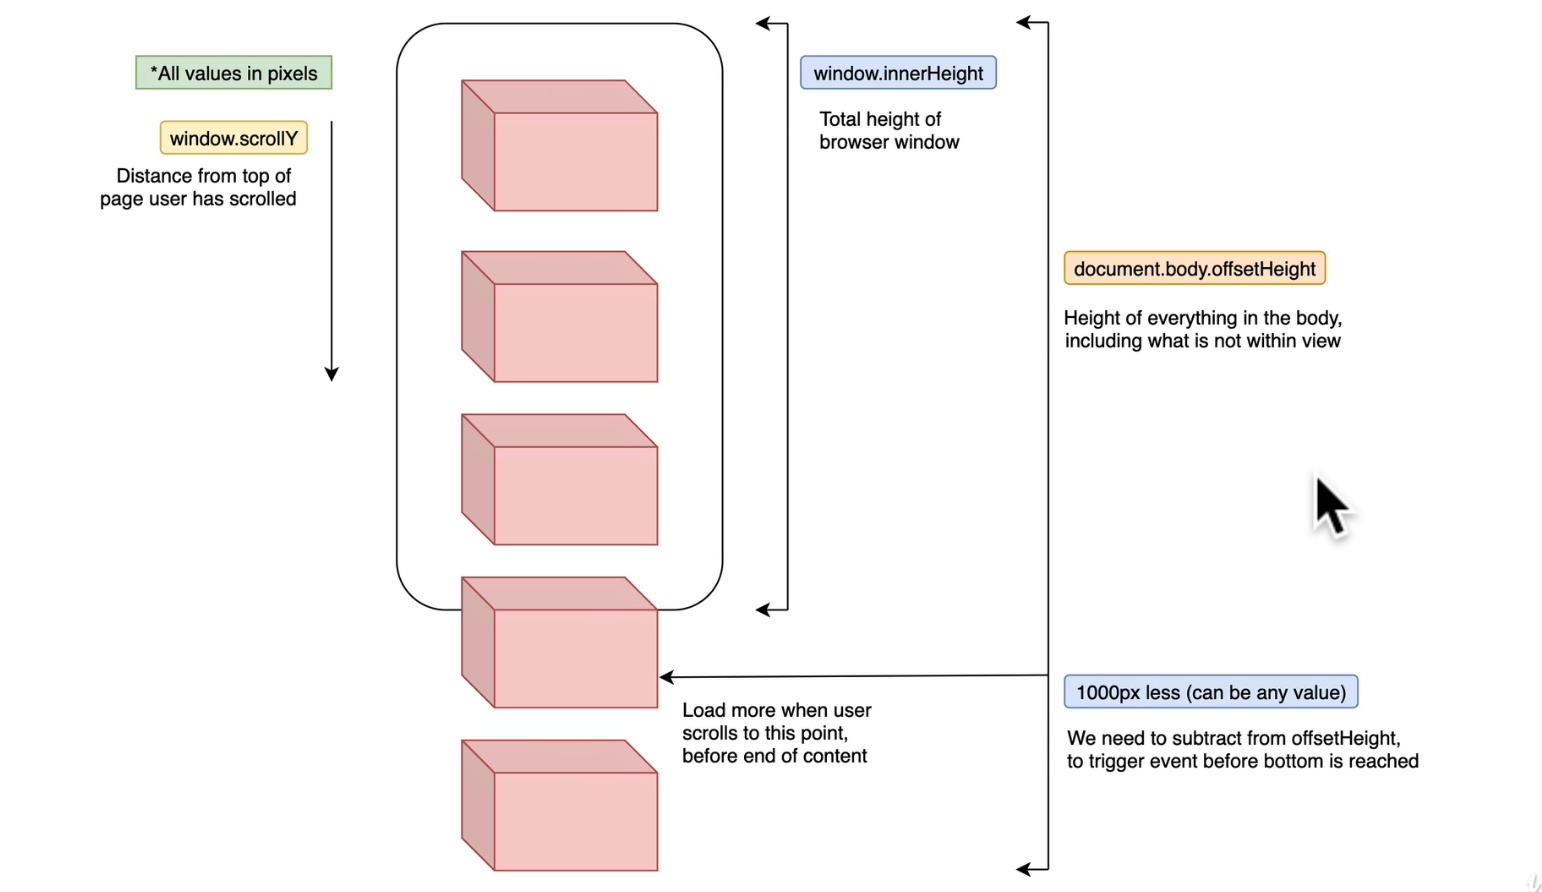 *All values in pixels
window.scrollY
Distance from top of
page user has scrolled
window.innerHeight
Total height of
browser window
document.body.offsetHeight
Height of everything in the body,
including what is not within view
1000px less (can be any value)
We need to subtract from offsetHeight,
to trigger event before bottom is reached
Load more when user
scrolls to this point,
before end of content